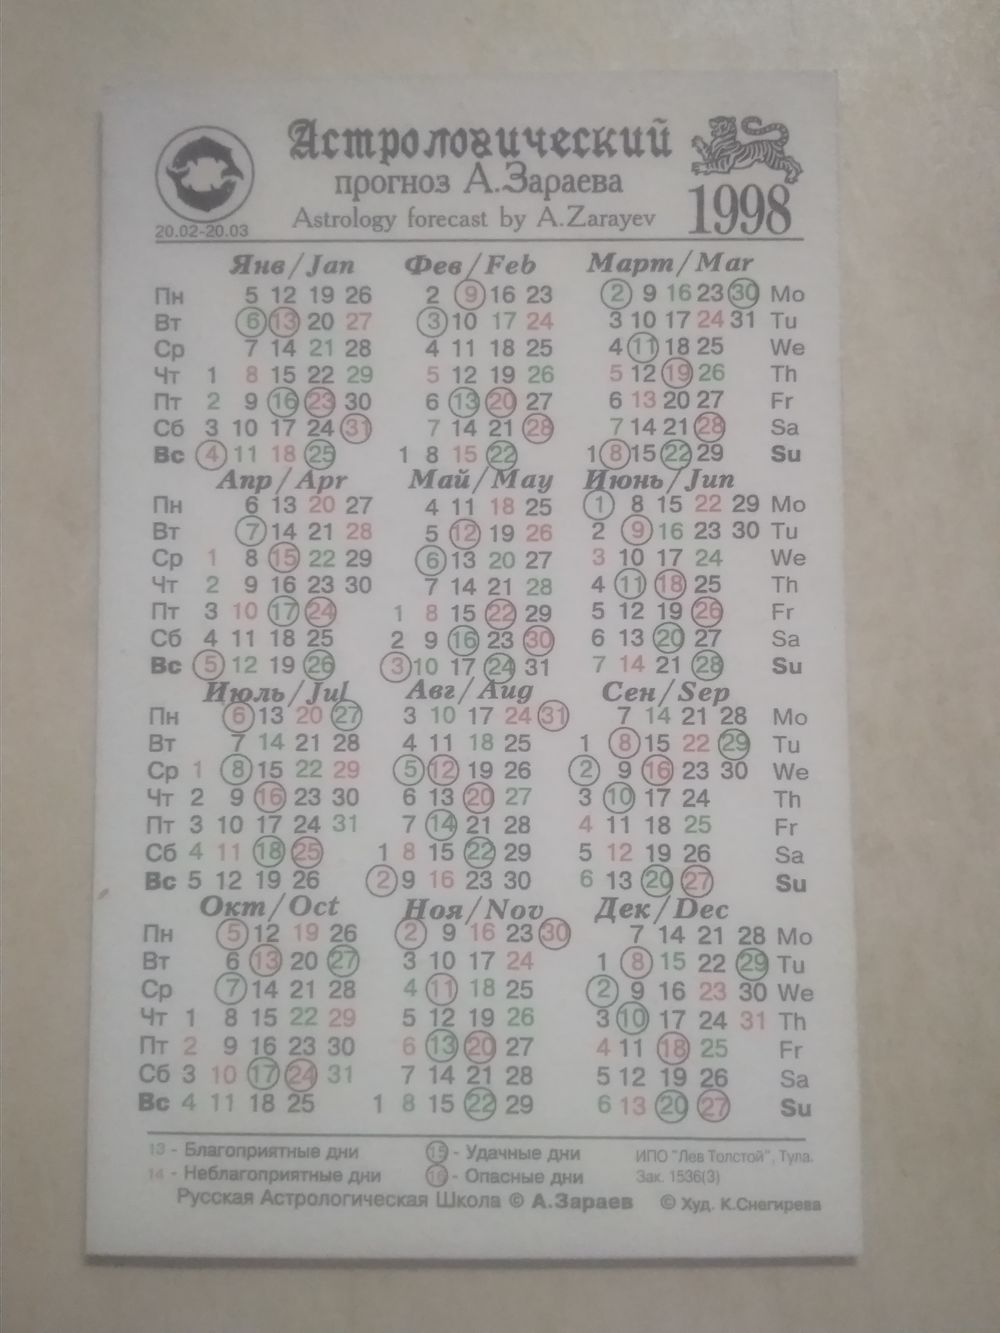 Астрологический
прогноз А.Зараева
Astrology forecast by A.Zarayev
1998
20.02-20.03
Янв/Jan Фев/Feb Март/Mar
Пн 5 12 19 26 2 9 16 23 2 9 16 23 30 Mo
Вт 6 13 20 27 3 10 17 24 3 10 17 24 31 Tu
Ср 7 14 21 28 4 11 18 25 4 11 18 25 We
Чт 1 8 15 22 29 5 12 19 26 5 12 19 26 Th
Пт 2 9 16 23 30 6 13 20 27 6 13 20 27 Fr
Сб 3 10 17 24 31 7 14 21 28 7 14 21 28 Sa
Вс 4 11 18 25 1 8 15 22 1 8 15 22 29 Su
Апр/Apr Май/May Июнь/Jun
Пн 6 13 20 27 4 11 18 25 1 8 15 22 29 Mo
Вт 7 14 21 28 5 12 19 26 2 9 16 23 30 Tu
Ср 1 8 15 22 29 6 13 20 27 3 10 17 24 We
Чт 2 9 16 23 30 7 14 21 28 4 11 18 25 Th
Пт 3 10 17 24 1 8 15 22 29 5 12 19 26 Fr
Сб 4 11 18 25 2 9 16 23 30 6 13 20 27 Sa
Вс 5 12 19 26 3 10 17 24 31 7 14 21 28 Su
Июль/Jul Авг/Aug Сен/Sep
Пн 6 13 20 27 3 10 17 24 31 7 14 21 28 Mo
Вт 7 14 21 28 4 11 18 25 1 8 15 22 29 Tu
Ср 1 8 15 22 29 5 12 19 26 2 9 16 23 30 We
Чт 2 9 16 23 30 6 13 20 27 3 10 17 24 Th
Пт 3 10 17 24 31 7 14 21 28 4 11 18 25 Fr
Сб 4 11 18 25 1 8 15 22 29 5 12 19 26 Sa
Вс 5 12 19 26 2 9 16 23 30 6 13 20 27 Su
Окт/Oct Ноя/Nov Дек/Dec
Пн 5 12 19 26 2 9 16 23 30 7 14 21 28 Mo
Вт 6 13 20 27 3 10 17 24 1 8 15 22 29 Tu
Ср 7 14 21 28 4 11 18 25 2 9 16 23 30 We
Чт 1 8 15 22 29 5 12 19 26 3 10 17 24 31 Th
Пт 2 9 16 23 30 6 13 20 27 4 11 18 25 Fr
Сб 3 10 17 24 31 7 14 21 28 5 12 19 26 Sa
Вс 4 11 18 25 1 8 15 22 29 6 13 20 27 Su
13 - Благоприятные дни 15 - Удачные дни ИПО "Лев Толстой", Тула.
14 - Неблагоприятные дни 16 - Опасные дни Зак. 1536(3)
Русская Астрологическая Школа © А.Зараев © Худ. К.Снегирева